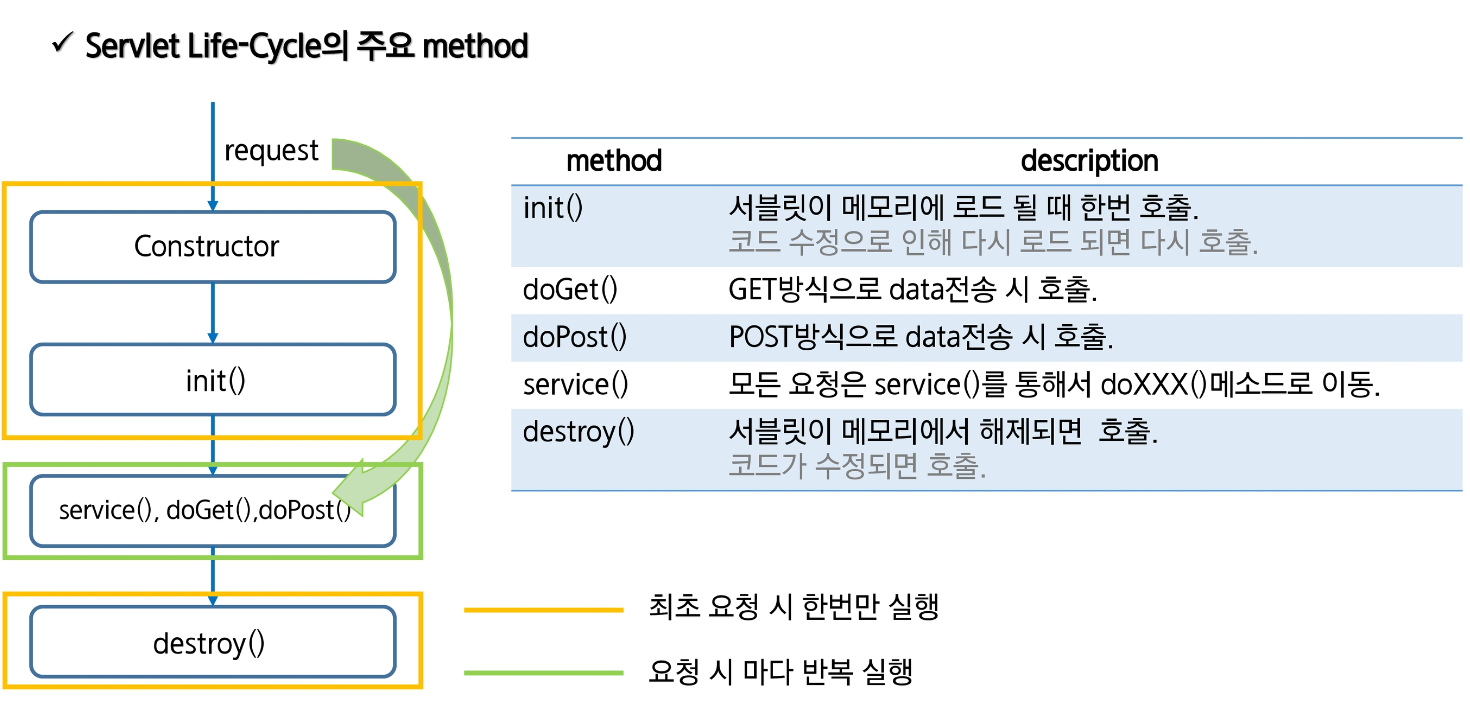 ✓ Servlet Life-Cycle의 주요 method
request
Constructor
init()
service(), doGet(),doPost()
destroy()
method description
init() 서블릿이 메모리에 로드 될 때 한번 호출.
코드 수정으로 인해 다시 로드 되면 다시 호출.
doGet() GET방식으로 data전송 시 호출.
doPost() POST방식으로 data전송 시 호출.
service() 모든 요청은 service()를 통해서 doXXX()메소드로 이동.
destroy() 서블릿이 메모리에서 해제되면 호출.
코드가 수정되면 호출.
최초 요청 시 한번만 실행
요청 시 마다 반복 실행